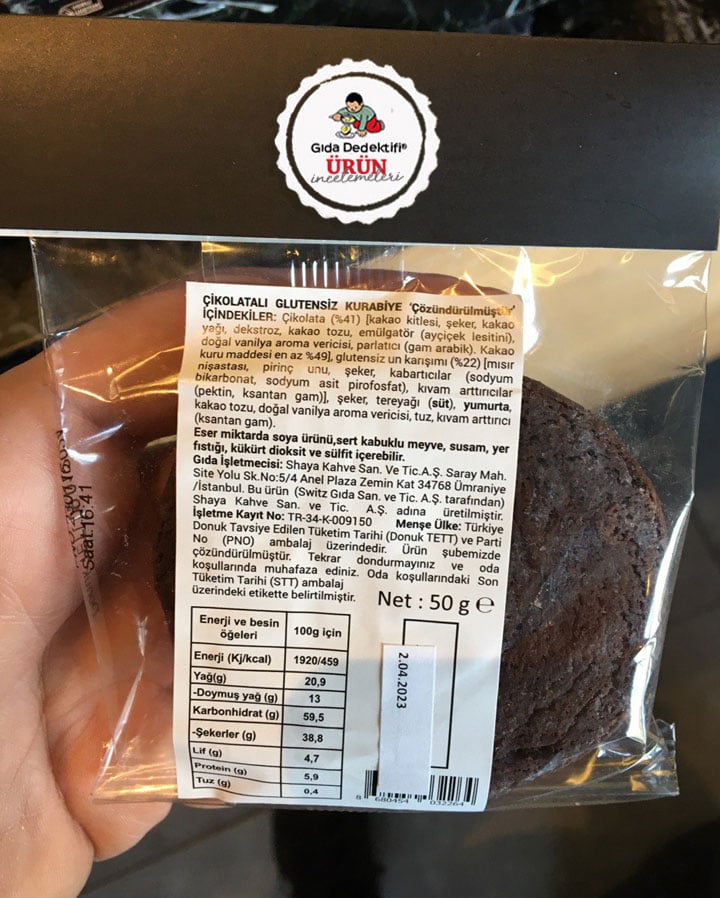 Gıda Dedektifi®
ÜRÜN
incelemeleri
ÇİKOLATALI GLUTENSİZ KURABİYE 'Çözündürülmüştür'
İÇİNDEKİLER: Çikolata (%41) [kakao kitlesi, şeker, kakao
yağı, dekstroz, kakao tozu, emülgatör (ayçiçek lesitini),
doğal vanilya aroma vericisi, parlatıcı (gam arabik). Kakao
kuru maddesi en az %49], glutensiz un karışımı (%22) [mısır
nişastası, pirinç unu, şeker, kabartıcılar (sodyum
bikarbonat, sodyum asit pirofosfat), kıvam arttırıcılar
(pektin, ksantan gam)], şeker, tereyağı (süt), yumurta,
kakao tozu, doğal vanilya aroma vericisi, tuz, kıvam arttırıcı
(ksantan gam).
Eser miktarda soya ürünü,sert kabuklu meyve, susam, yer
fıstığı, kükürt dioksit ve sülfit içerebilir.
Gıda İşletmecisi: Shaya Kahve San. Ve Tic.A.Ş. Saray Mah.
Site Yolu Sk.No:5/4 Anel Plaza Zemin Kat 34768 Ümraniye
/İstanbul. Bu ürün (Switz Gıda San. ve Tic. A.Ş. tarafından)
Shaya Kahve San. ve Tic. A.Ş. adına üretilmiştir.
İşletme Kayıt No: TR-34-K-009150 Menşe Ülke: Türkiye
Donuk Tavsiye Edilen Tüketim Tarihi (Donuk TETT) ve Parti
No (PNO) ambalaj üzerindedir. Ürün şubemizde
çözündürülmüştür. Tekrar dondurmayınız ve oda
koşullarında muhafaza ediniz. Oda koşullarındaki Son
Tüketim Tarihi (STT) ambalaj
üzerindeki etikette belirtilmiştir.
Net : 50 g ℮
Enerji ve besin öğeleri 100g için
Enerji (Kj/kcal) 1920/459
Yağ(g) 20,9
-Doymuş yağ (g) 13
Karbonhidrat (g) 59,5
-Şekerler (g) 38,8
Lif (g) 4,7
Protein (g) 5,9
Tuz (g) 0,4
2.04.2023
8 680454 032264
Saat 16:41